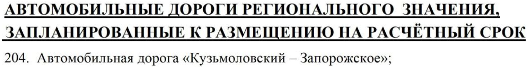 АВТОМОБИЛЬНЫЕ ДОРОГИ РЕГИОНАЛЬНОГО ЗНАЧЕНИЯ,
ЗАПЛАНИРОВАННЫЕ К РАЗМЕЩЕНИЮ НА РАСЧЁТНЫЙ СРОК
204. Автомобильная дорога «Кузьмоловский – Запорожское»;